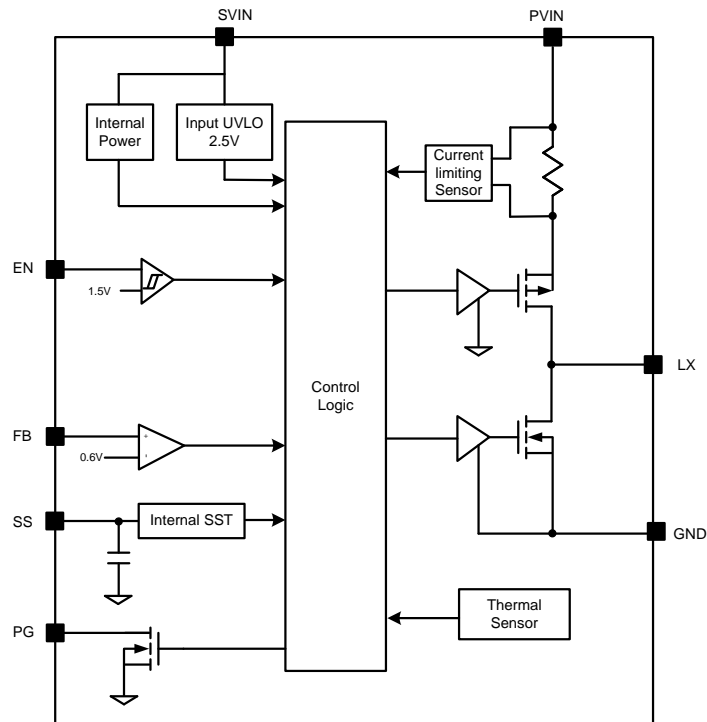 SVIN
PVIN
Internal
Power
Input UVLO
2.5V
Current
limiting
Sensor
EN
1.5V
Control
Logic
LX
FB
+
-
0.6V
SS
Internal SST
GND
PG
Thermal
Sensor